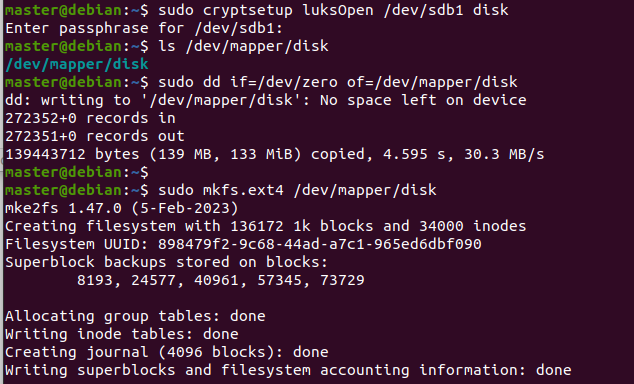 master@debian:~$ sudo cryptsetup luksOpen /dev/sdb1 disk
Enter passphrase for /dev/sdb1:
master@debian:~$ ls /dev/mapper/disk
/dev/mapper/disk
master@debian:~$ sudo dd if=/dev/zero of=/dev/mapper/disk
dd: writing to '/dev/mapper/disk': No space left on device
272352+0 records in
272351+0 records out
139443712 bytes (139 MB, 133 MiB) copied, 4.595 s, 30.3 MB/s
master@debian:~$
master@debian:~$ sudo mkfs.ext4 /dev/mapper/disk
mke2fs 1.47.0 (5-Feb-2023)
Creating filesystem with 136172 1k blocks and 34000 inodes
Filesystem UUID: 898479f2-9c68-44ad-a7c1-965ed6dbf090
Superblock backups stored on blocks:
        8193, 24577, 40961, 57345, 73729

Allocating group tables: done
Writing inode tables: done
Creating journal (4096 blocks): done
Writing superblocks and filesystem accounting information: done